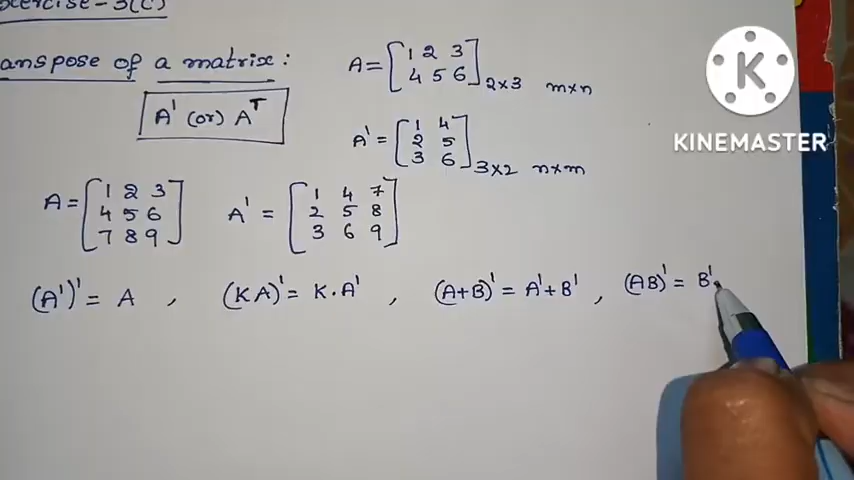 Exercise-3(C)
anspose of a matrix :
A' (or) Aᵀ
A = [1 2 3
4 5 6] 2×3 m×n
A' = [1 4
2 5
3 6] 3×2 n×m
A = [1 2 3
4 5 6
7 8 9]
A' = [1 4 7
2 5 8
3 6 9]
(A')' = A , (KA)' = K.A' , (A+B)' = A'+B' , (AB)' = B'.
K
KINEMASTER